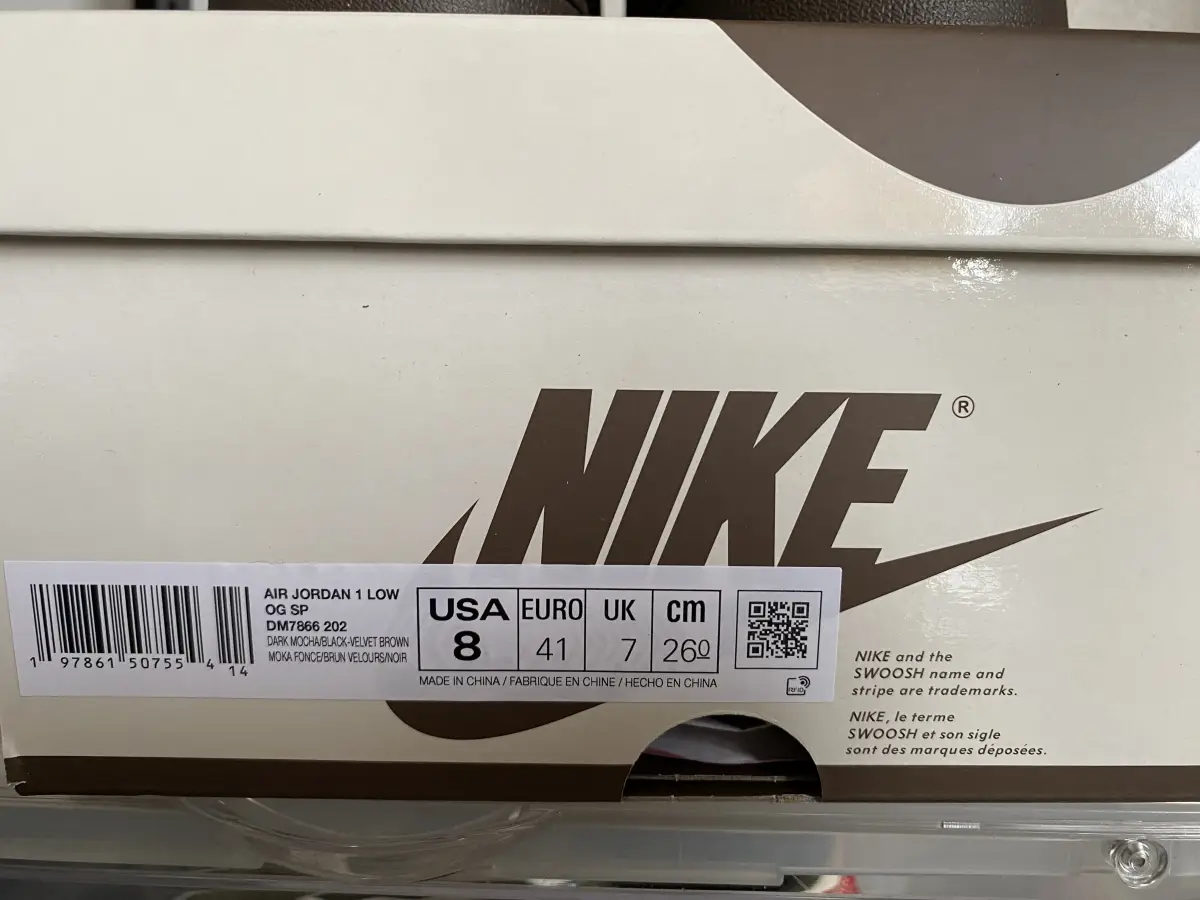 NIKE®
AIR JORDAN 1 LOW
OG SP
DM7866 202
DARK MOCHA/BLACK-VELVET BROWN
MOKA FONCE/BRUN VELOURS/NOIR
1 97861 50755 4
14
USA EURO UK cm
8 41 7 260
MADE IN CHINA / FABRIQUE EN CHINE / HECHO EN CHINA
RFID
NIKE and the
SWOOSH name and
stripe are trademarks.
NIKE, le terme
SWOOSH et son sigle
sont des marques déposées.